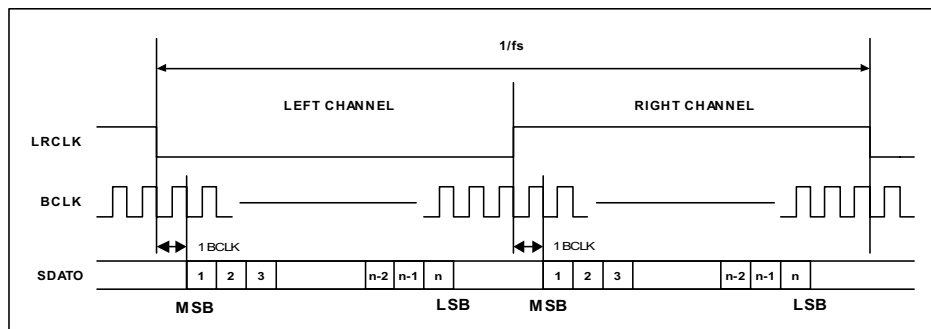 1/fs
LEFT CHANNEL
RIGHT CHANNEL
LRCLK
BCLK
1 BCLK
1 BCLK
SDATO
1 2 3 n-2 n-1 n 1 2 3 n-2 n-1 n
MSB LSB MSB LSB